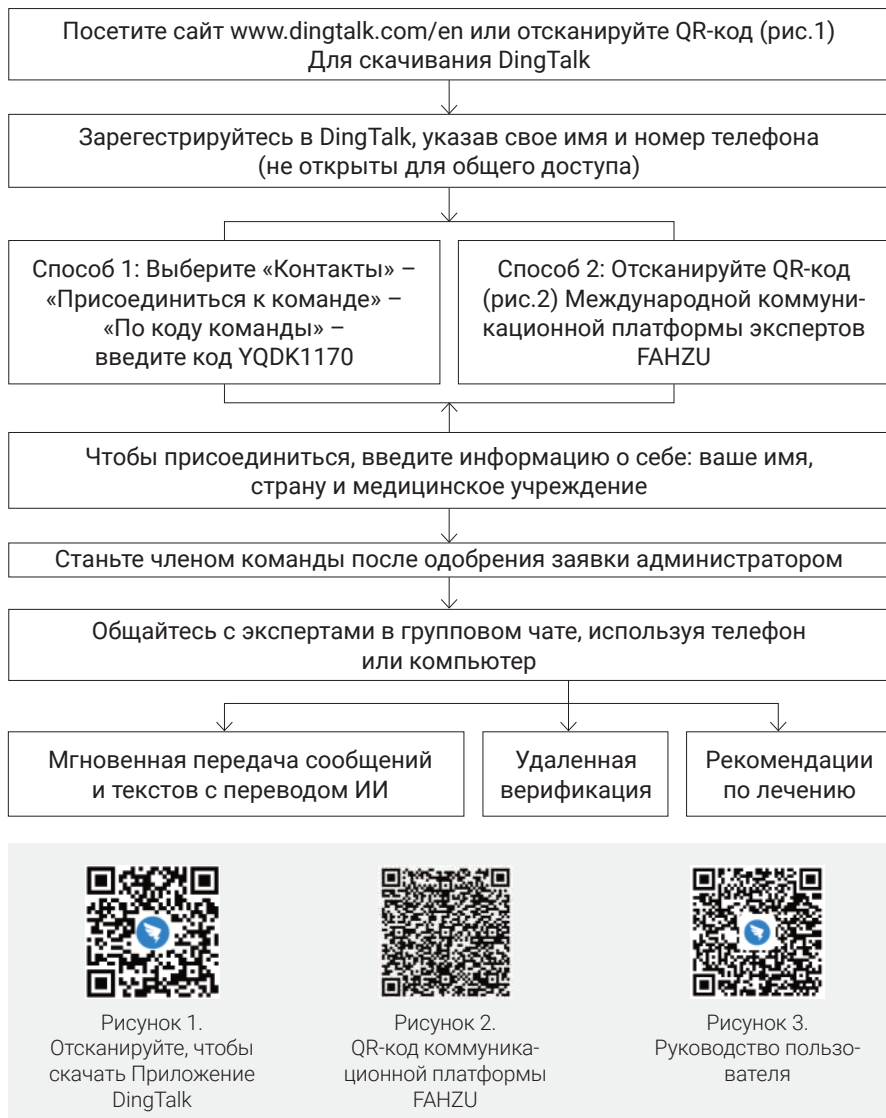 Посетите сайт www.dingtalk.com/en или отсканируйте QR-код (рис.1)
Для скачивания DingTalk
Зарегестрируйтесь в DingTalk, указав свое имя и номер телефона
(не открыты для общего доступа)
Способ 1: Выберите «Контакты» –
«Присоединиться к команде» –
«По коду команды» –
введите код YQDK1170
Способ 2: Отсканируйте QR-код
(рис.2) Международной коммуни-
кационной платформы экспертов
FAHZU
Чтобы присоединиться, введите информацию о себе: ваше имя,
страну и медицинское учреждение
Станьте членом команды после одобрения заявки администратором
Общайтесь с экспертами в групповом чате, используя телефон
или компьютер
Мгновенная передача сообщений
и текстов с переводом ИИ
Удаленная
верификация
Рекомендации
по лечению
Рисунок 1.
Отсканируйте, чтобы
скачать Приложение
DingTalk
Рисунок 2.
QR-код коммуника-
ционной платформы
FAHZU
Рисунок 3.
Руководство пользо-
вателя